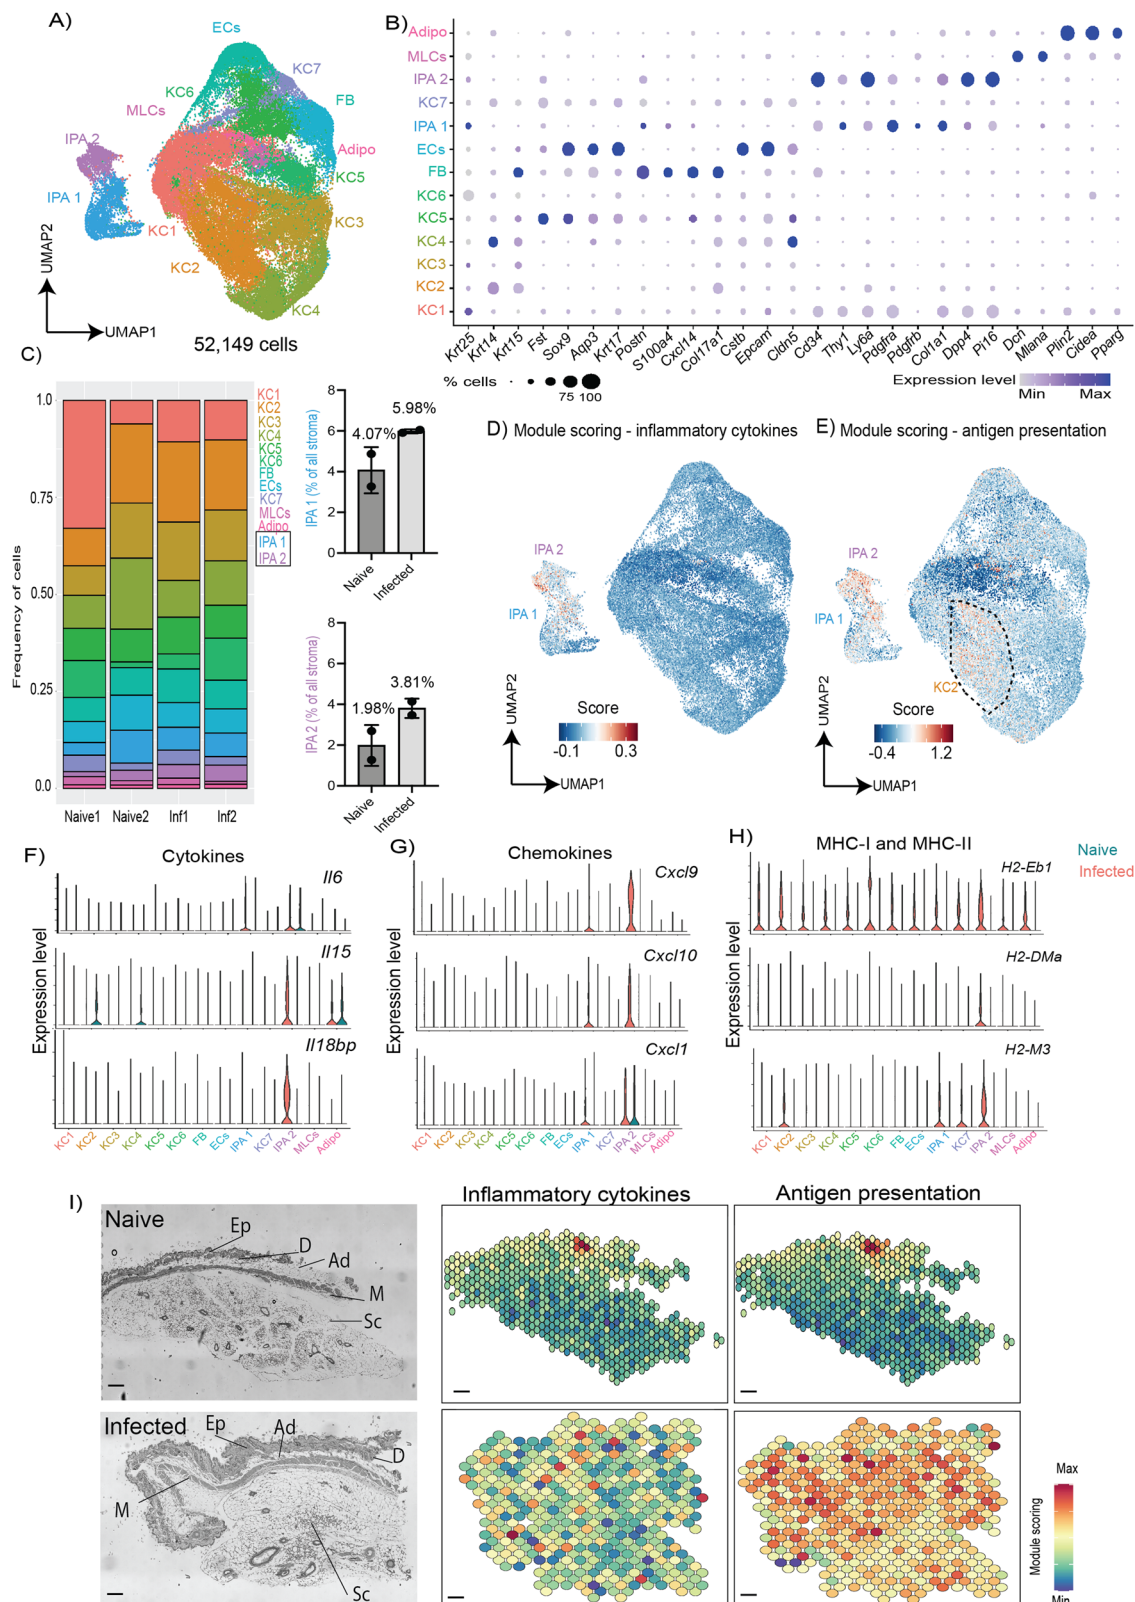 A)
ECs
KC7
KC6
FB
MLCs
IPA 2
Adipo
IPA 1
KC5
KC3
KC1
KC2
KC4
UMAP2
UMAP1
52,149 cells
B)
Adipo
MLCs
IPA 2
KC7
IPA 1
ECs
FB
KC6
KC5
KC4
KC3
KC2
KC1
Krt25 Krt14 Krt15 Fst Sox9 Aqp3 Krt17 Postn S100a4 Cxcl14 Col17a1 Cstb Epcam Cldn5 Cd34 Thy1 Ly6a Pdgfra Pdgfrb Col1a1 Dpp4 Pi16 Dcn Mlana Plin2 Cidea Pparg
% cells
75 100
Expression level
Min Max
C)
Frequency of cells
1.0
0.75
0.50
0.25
0.0
Naive1 Naive2 Inf1 Inf2
KC1
KC2
KC3
KC4
KC5
KC6
FB
ECs
KC7
MLCs
Adipo
IPA 1
IPA 2
IPA 1 (% of all stroma)
8
6
4
2
0
4.07%
5.98%
Naive Infected
IPA 2 (% of all stroma)
8
6
4
2
0
1.98%
3.81%
Naive Infected
D) Module scoring - inflammatory cytokines
IPA 2
IPA 1
UMAP2
UMAP1
Score
-0.1 0.3
E) Module scoring - antigen presentation
IPA 2
IPA 1
KC2
UMAP2
UMAP1
Score
-0.4 1.2
F) Cytokines
Expression level
Il6
Il15
Il18bp
KC1 KC2 KC3 KC4 KC5 KC6 FB ECs IPA 1 KC7 IPA 2 MLCs Adipo
G) Chemokines
Expression level
Cxcl9
Cxcl10
Cxcl1
KC1 KC2 KC3 KC4 KC5 KC6 FB ECs IPA 1 KC7 IPA 2 MLCs Adipo
H) MHC-I and MHC-II
Expression level
H2-Eb1
H2-DMa
H2-M3
KC1 KC2 KC3 KC4 KC5 KC6 FB ECs IPA 1 KC7 IPA 2 MLCs Adipo
Naive
Infected
I)
Naive
Ep
D
Ad
M
Sc
Infected
Ep
Ad
D
M
Sc
Inflammatory cytokines
Antigen presentation
Max
Module scoring
Min